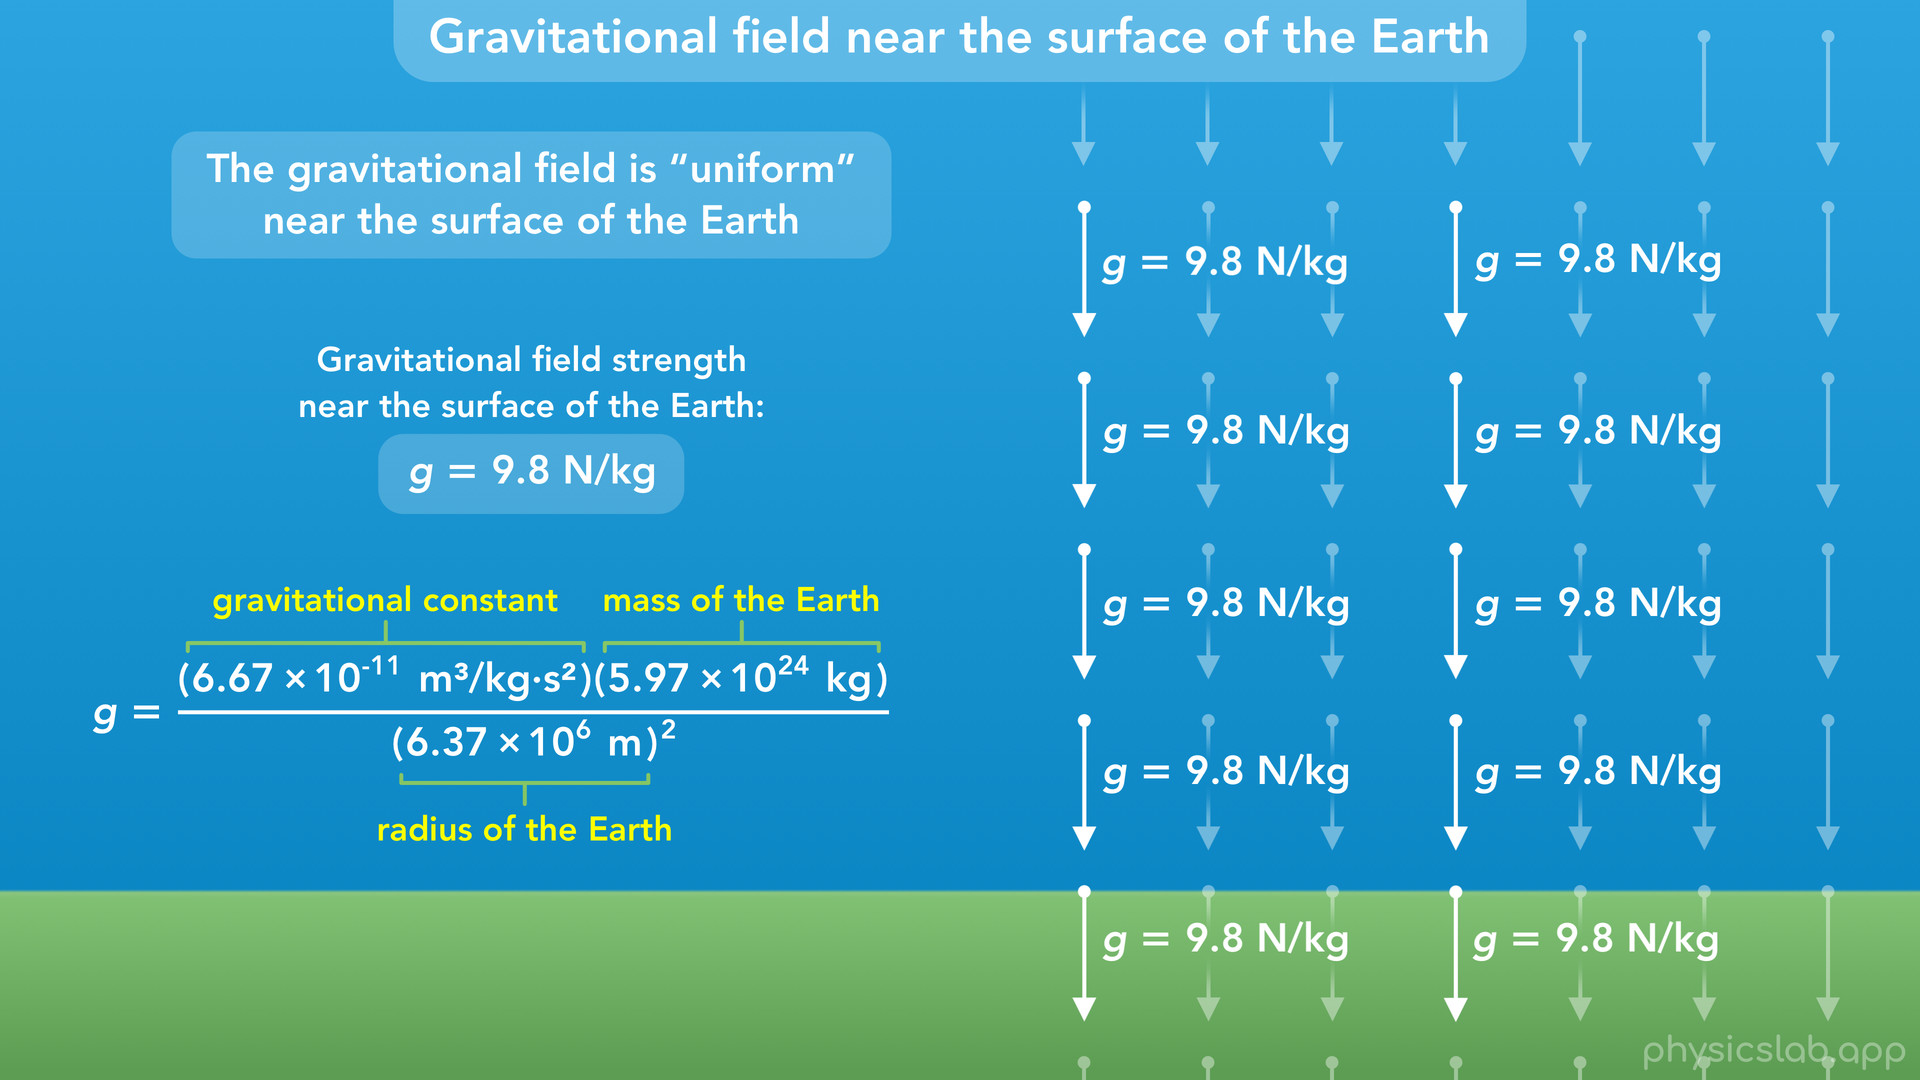 Gravitational field near the surface of the Earth
The gravitational field is “uniform”
near the surface of the Earth
Gravitational field strength
near the surface of the Earth:
g = 9.8 N/kg
gravitational constant mass of the Earth
g = (6.67 × 10⁻¹¹ m³/kg·s²)(5.97 × 10²⁴ kg)
(6.37 × 10⁶ m)²
radius of the Earth
g = 9.8 N/kg g = 9.8 N/kg
g = 9.8 N/kg g = 9.8 N/kg
g = 9.8 N/kg g = 9.8 N/kg
g = 9.8 N/kg g = 9.8 N/kg
g = 9.8 N/kg g = 9.8 N/kg
physicslab.app